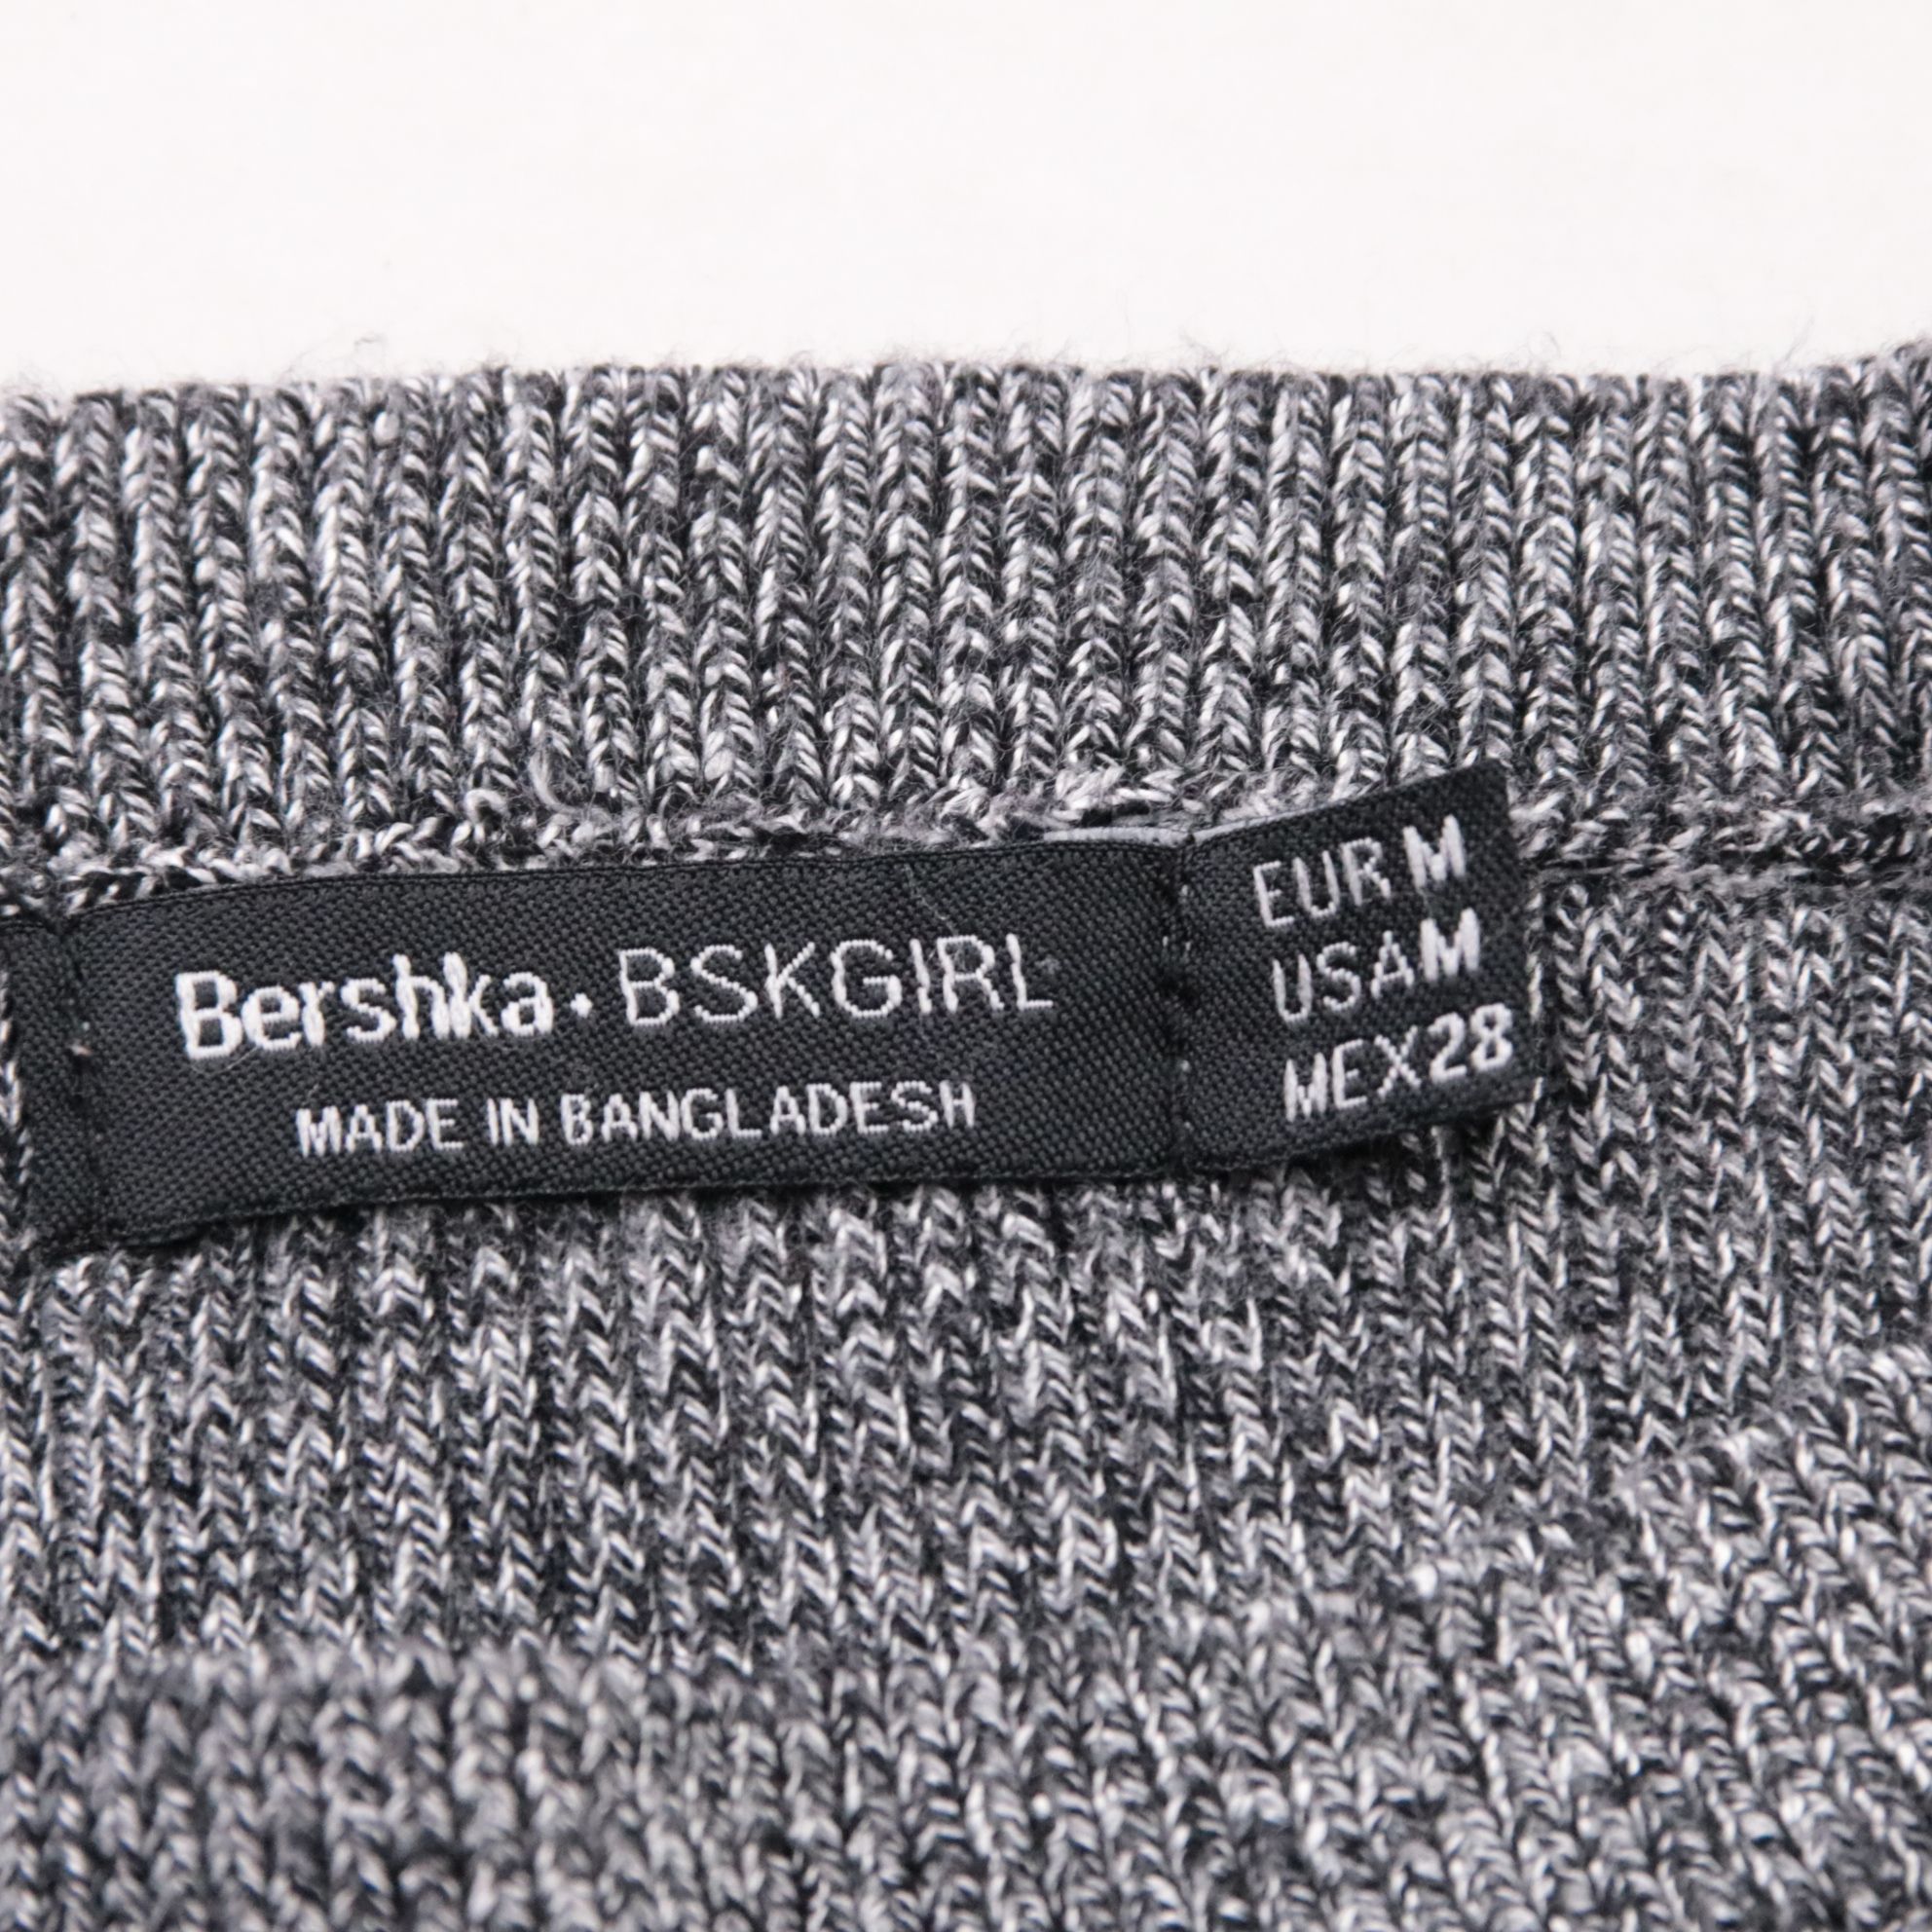 Bershka • BSKGIRL
MADE IN BANGLADESH
EUR M
USA M
MEX 28